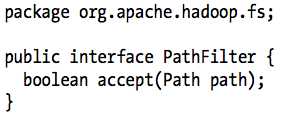 package org.apache.hadoop.fs;
public interface PathFilter {
  boolean accept(Path path);
}